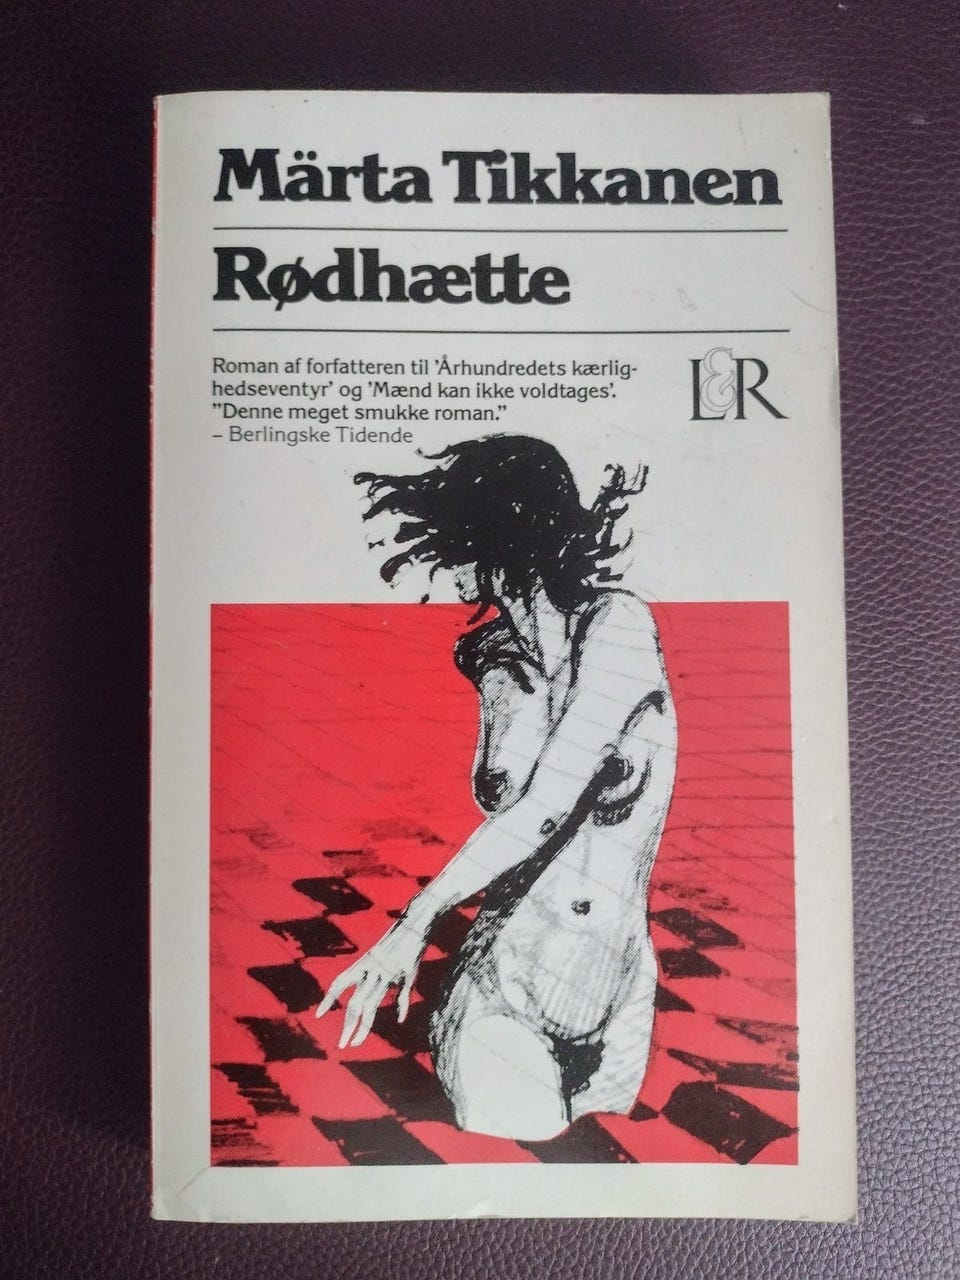 Märta Tikkanen
Rødhætte
Roman af forfatteren til 'Århundredets kærlig-
hedseventyr' og 'Mænd kan ikke voldtages'.
"Denne meget smukke roman."
– Berlingske Tidende
L&R